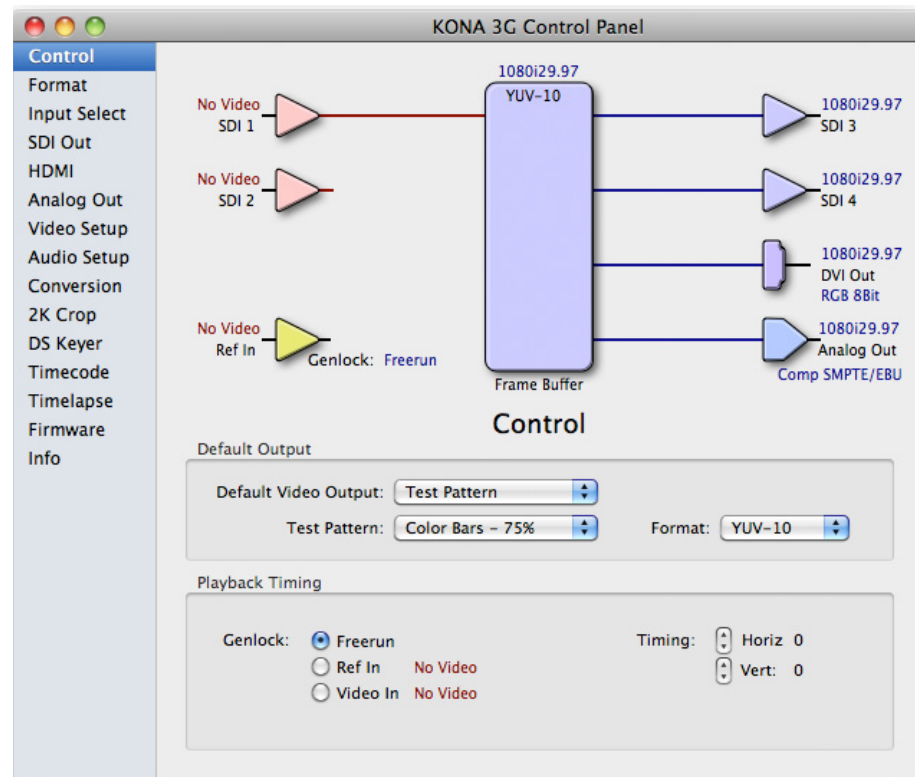 KONA 3G Control Panel
Control
Format
Input Select
SDI Out
HDMI
Analog Out
Video Setup
Audio Setup
Conversion
2K Crop
DS Keyer
Timecode
Timelapse
Firmware
Info
1080i29.97
YUV-10
Frame Buffer
No Video
SDI 1
No Video
SDI 2
No Video
Ref In
Genlock: Freerun
1080i29.97
SDI 3
1080i29.97
SDI 4
1080i29.97
DVI Out
RGB 8Bit
1080i29.97
Analog Out
Comp SMPTE/EBU
Control
Default Output
Default Video Output: Test Pattern
Test Pattern: Color Bars - 75% Format: YUV-10
Playback Timing
Genlock: Freerun Timing: Horiz 0
Ref In No Video Vert: 0
Video In No Video